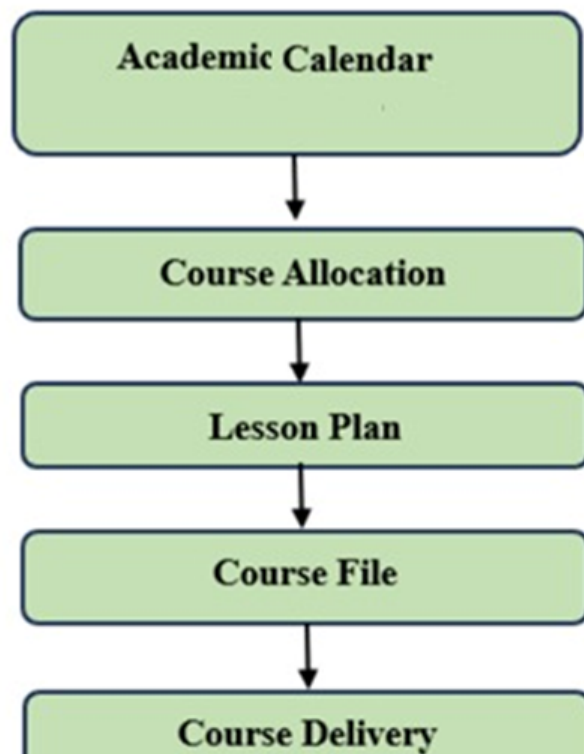 Academic Calendar
Course Allocation
Lesson Plan
Course File
Course Delivery